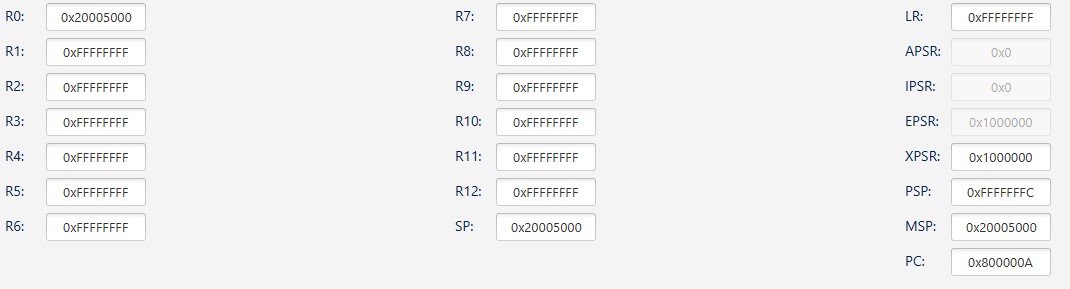 R0: 0x20005000 R7: 0xFFFFFFFF LR: 0xFFFFFFFF
R1: 0xFFFFFFFF R8: 0xFFFFFFFF APSR: 0x0
R2: 0xFFFFFFFF R9: 0xFFFFFFFF IPSR: 0x0
R3: 0xFFFFFFFF R10: 0xFFFFFFFF EPSR: 0x1000000
R4: 0xFFFFFFFF R11: 0xFFFFFFFF XPSR: 0x1000000
R5: 0xFFFFFFFF R12: 0xFFFFFFFF PSP: 0xFFFFFFFC
R6: 0xFFFFFFFF SP: 0x20005000 MSP: 0x20005000
PC: 0x800000A